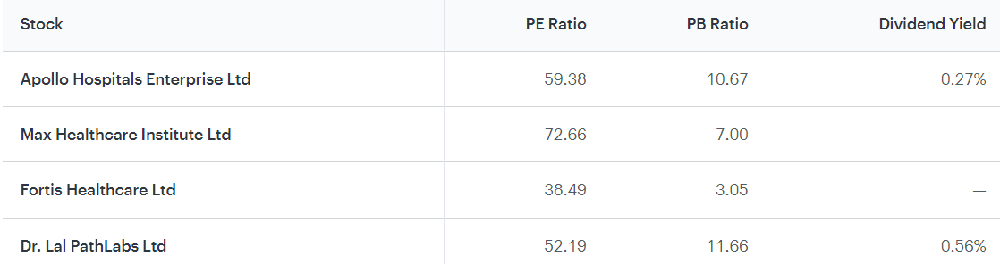 Stock PE Ratio PB Ratio Dividend Yield
Apollo Hospitals Enterprise Ltd 59.38 10.67 0.27%
Max Healthcare Institute Ltd 72.66 7.00 —
Fortis Healthcare Ltd 38.49 3.05 —
Dr. Lal PathLabs Ltd 52.19 11.66 0.56%